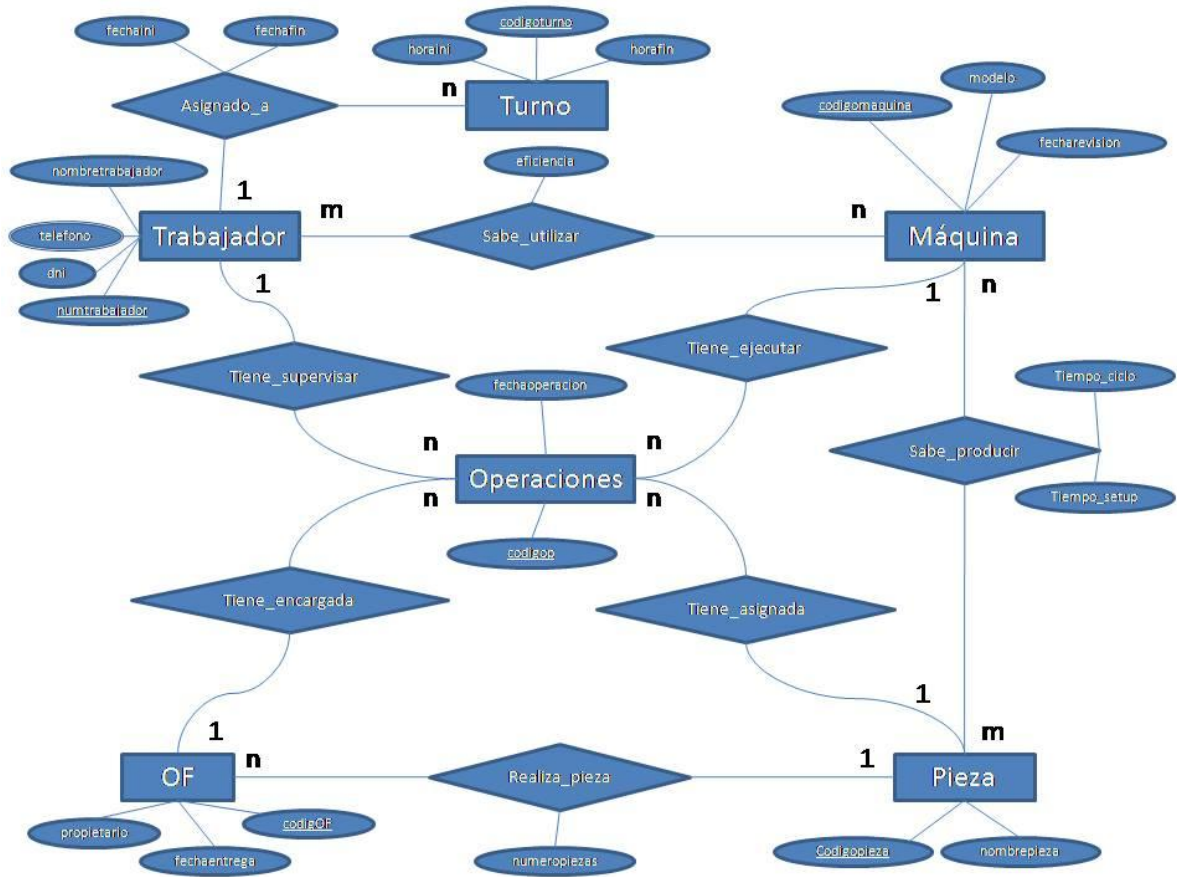 fechaini
fechafin
codigoturno
horaini
horafin
n
Asignado_a
Turno
modelo
codigomaquina
fecharevision
eficiencia
nombretrabajador
1
m
n
telefono
Trabajador
Sabe_utilizar
Máquina
dni
numtrabajador
1
1
n
Tiene_supervisar
Tiene_ejecutar
fechaoperacion
Tiempo_ciclo
n
n
Sabe_producir
Operaciones
n
n
Tiempo_setup
codigop
Tiene_encargada
Tiene_asignada
1
1
m
n
1
OF
Realiza_pieza
Pieza
propietario
codigOF
fechaentrega
numeropiezas
Codigopieza
nombrepieza